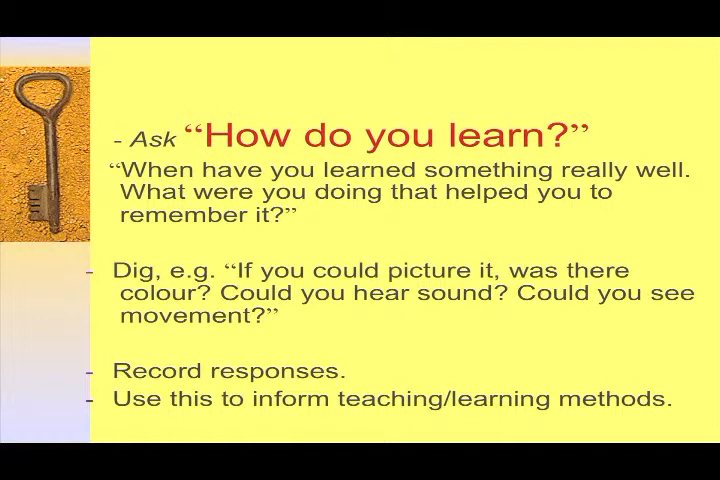 - Ask “How do you learn?”
“When have you learned something really well.
What were you doing that helped you to
remember it?”
- Dig, e.g. “If you could picture it, was there
colour? Could you hear sound? Could you see
movement?”
- Record responses.
- Use this to inform teaching/learning methods.